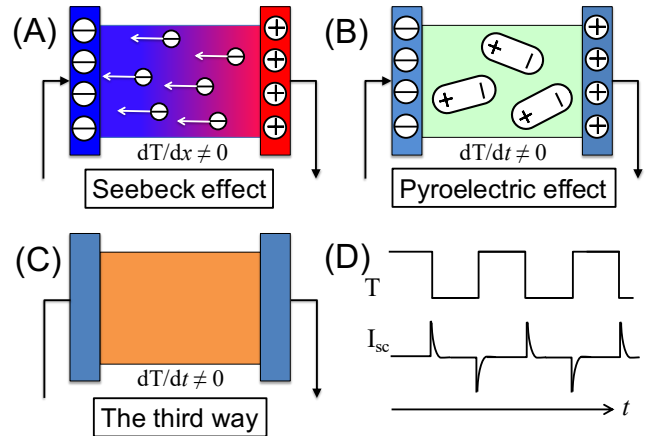 (A)
dT/dx ≠ 0
Seebeck effect
(B)
+ −
+ −
+ −
dT/dt ≠ 0
Pyroelectric effect
(C)
dT/dt ≠ 0
The third way
(D)
T
Isc
t